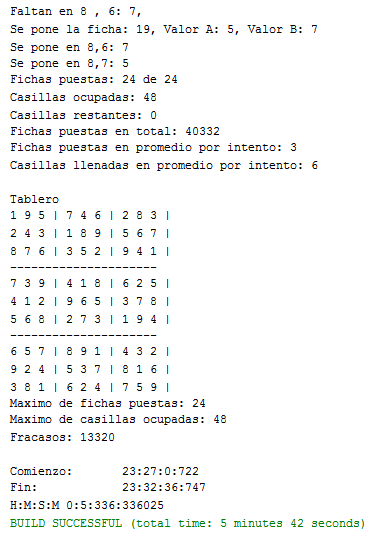 Faltan en 8 , 6: 7,
Se pone la ficha: 19, Valor A: 5, Valor B: 7
Se pone en 8,6: 7
Se pone en 8,7: 5
Fichas puestas: 24 de 24
Casillas ocupadas: 48
Casillas restantes: 0
Fichas puestas en total: 40332
Fichas puestas en promedio por intento: 3
Casillas llenadas en promedio por intento: 6
Tablero
1 9 5 | 7 4 6 | 2 8 3 |
2 4 3 | 1 8 9 | 5 6 7 |
8 7 6 | 3 5 2 | 9 4 1 |
----------------------
7 3 9 | 4 1 8 | 6 2 5 |
4 1 2 | 9 6 5 | 3 7 8 |
5 6 8 | 2 7 3 | 1 9 4 |
----------------------
6 5 7 | 8 9 1 | 4 3 2 |
9 2 4 | 5 3 7 | 8 1 6 |
3 8 1 | 6 2 4 | 7 5 9 |
Maximo de fichas puestas: 24
Maximo de casillas ocupadas: 48
Fracasos: 13320
Comienzo: 23:27:0:722
Fin: 23:32:36:747
H:M:S:M 0:5:336:336025
BUILD SUCCESSFUL (total time: 5 minutes 42 seconds)